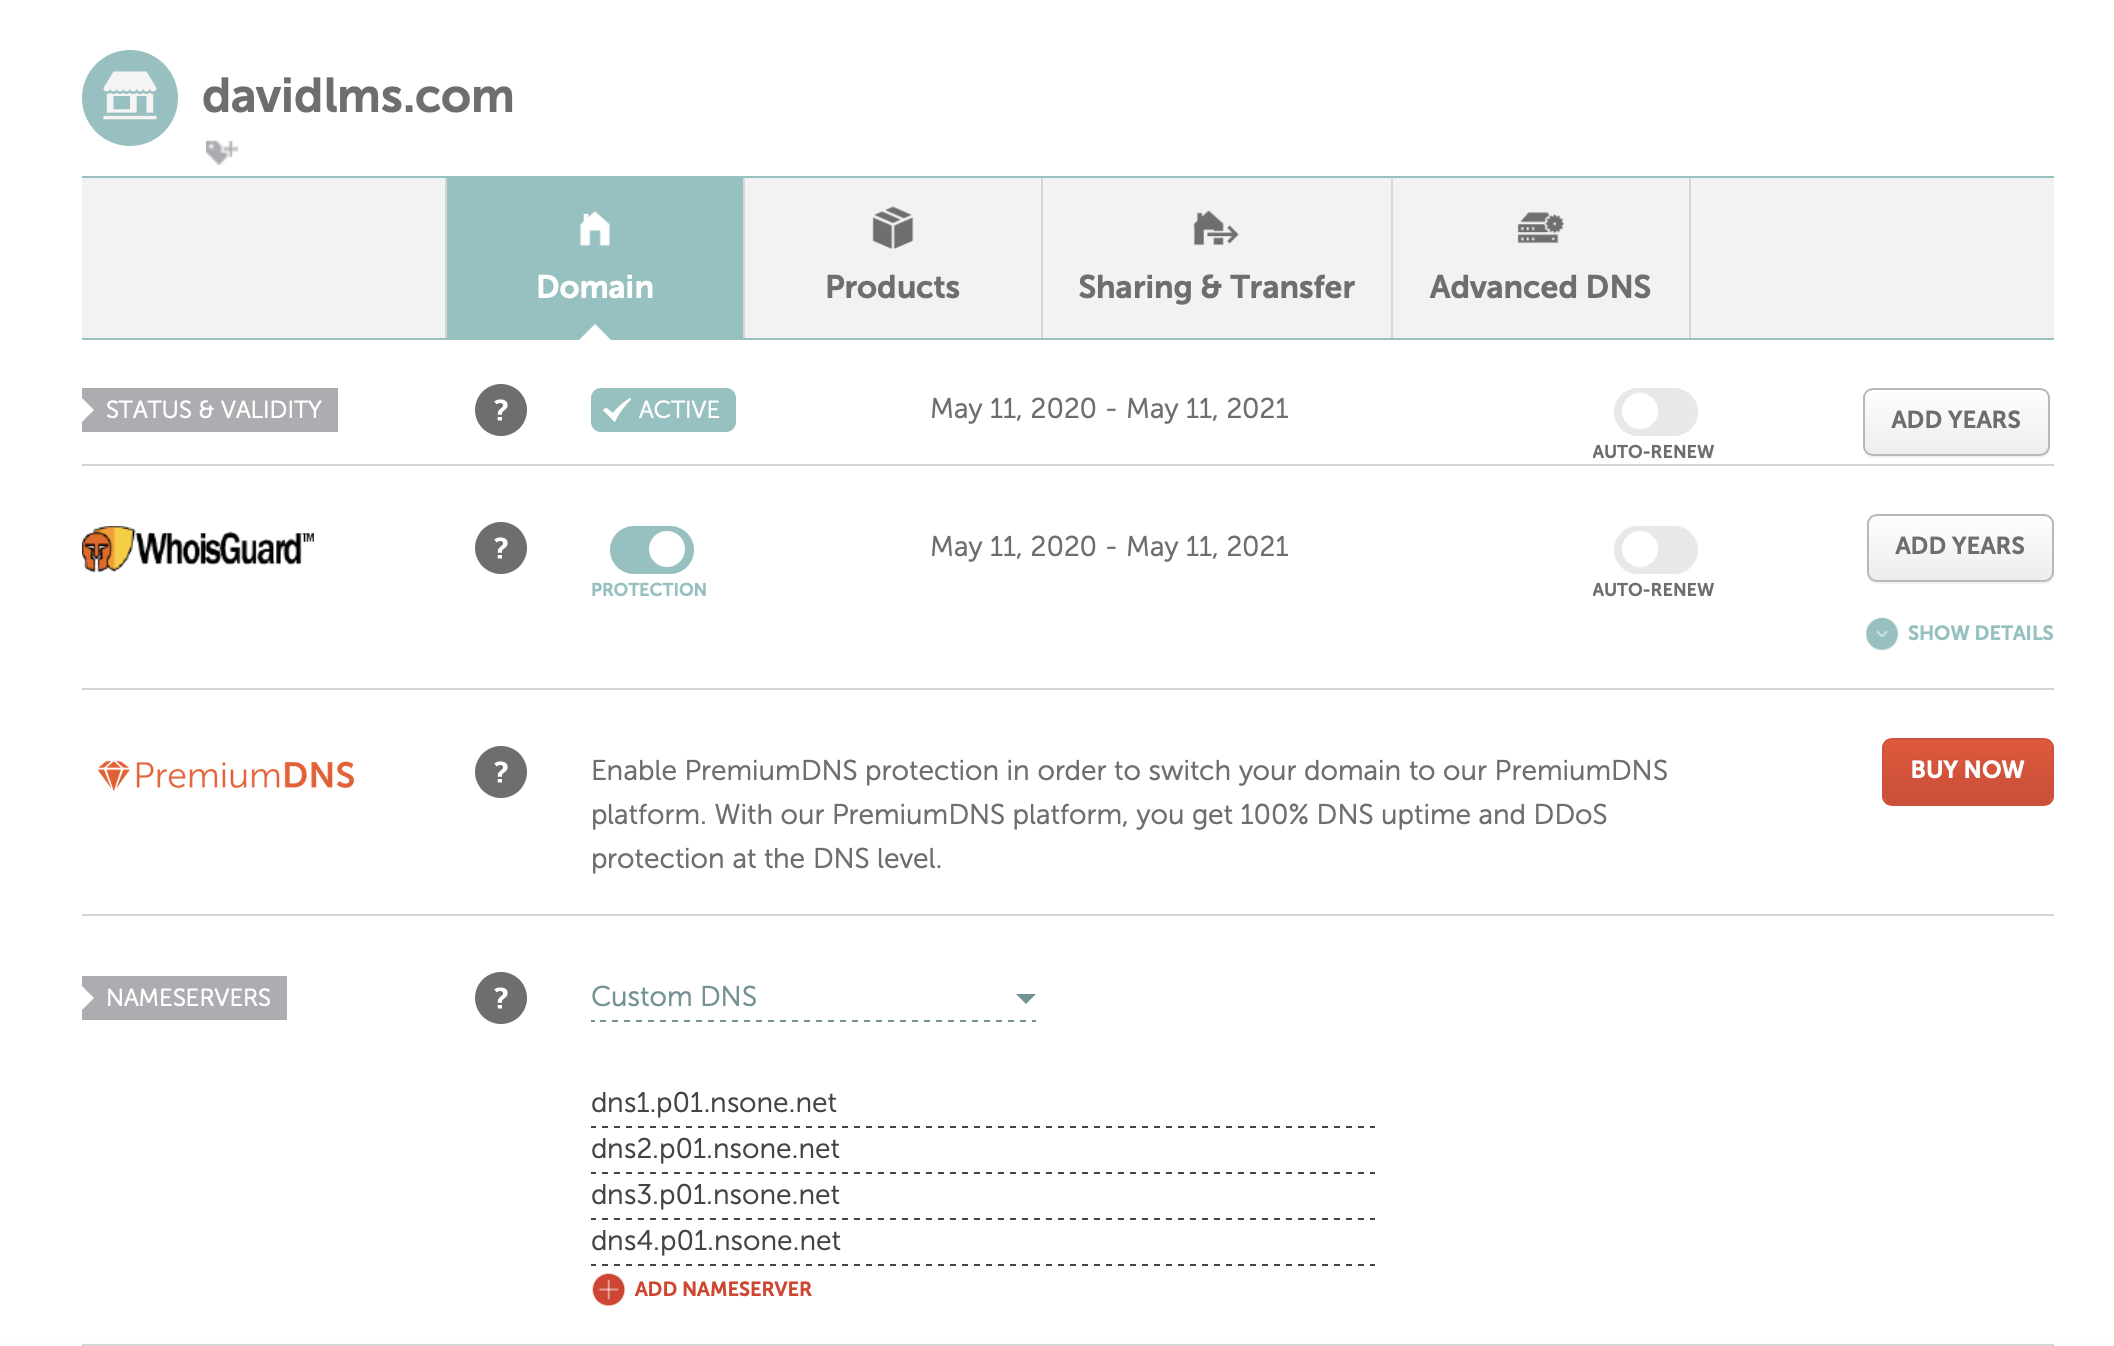 davidlms.com
Domain
Products
Sharing & Transfer
Advanced DNS
STATUS & VALIDITY
?
ACTIVE
May 11, 2020 - May 11, 2021
AUTO-RENEW
ADD YEARS
WhoisGuard™
?
PROTECTION
May 11, 2020 - May 11, 2021
AUTO-RENEW
ADD YEARS
SHOW DETAILS
PremiumDNS
?
Enable PremiumDNS protection in order to switch your domain to our PremiumDNS
platform. With our PremiumDNS platform, you get 100% DNS uptime and DDoS
protection at the DNS level.
BUY NOW
NAMESERVERS
?
Custom DNS
dns1.p01.nsone.net
dns2.p01.nsone.net
dns3.p01.nsone.net
dns4.p01.nsone.net
ADD NAMESERVER